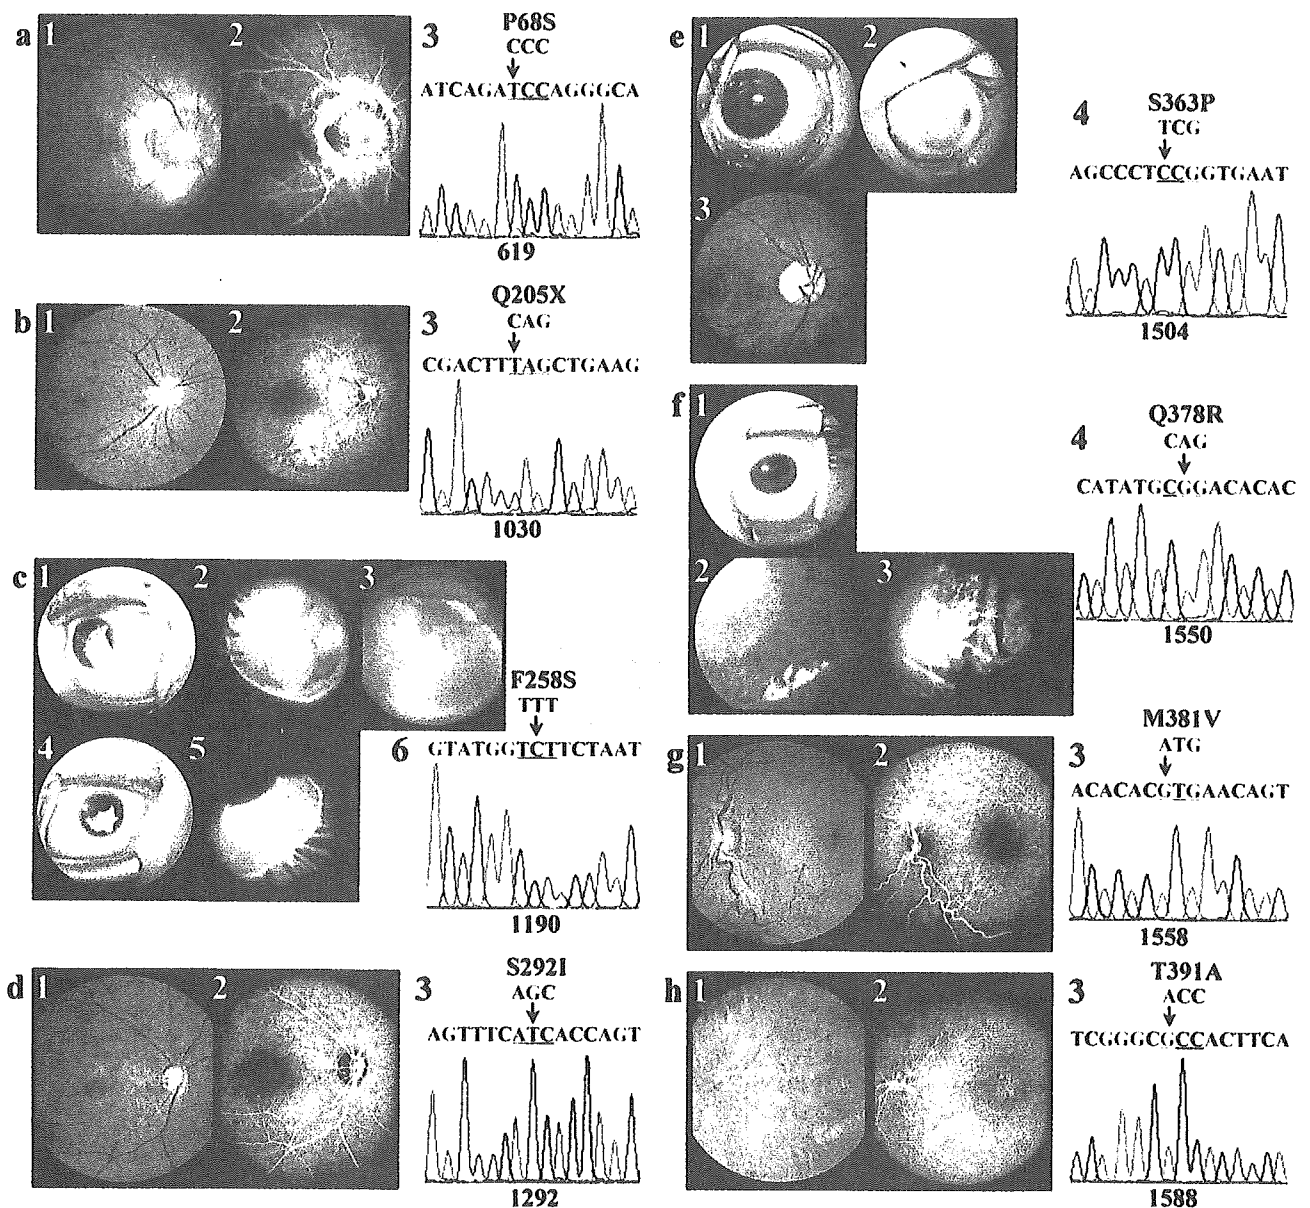 a 1 2 3 P68S
CCC
ATCAGATCCAGGGCA
619
b 1 2 3 Q205X
CAG
CGACTTTAGCTGAAG
1030
c 1 2 3
F258S
TTT
4 5 6 GTATGGTCTTCTAAT
1190
d 1 2 3 S292I
AGC
AGTTTCATCACCAGT
1292
e 1 2
3
4 S363P
TCG
AGCCCTCCGGTGAAT
1504
f 1
2 3
4 Q378R
CAG
CATATGCGGACACAC
1550
g 1 2 3 M381V
ATG
ACACACGTGAACAGT
1558
h 1 2 3 T391A
ACC
TCGGGCGCCACTTCA
1588